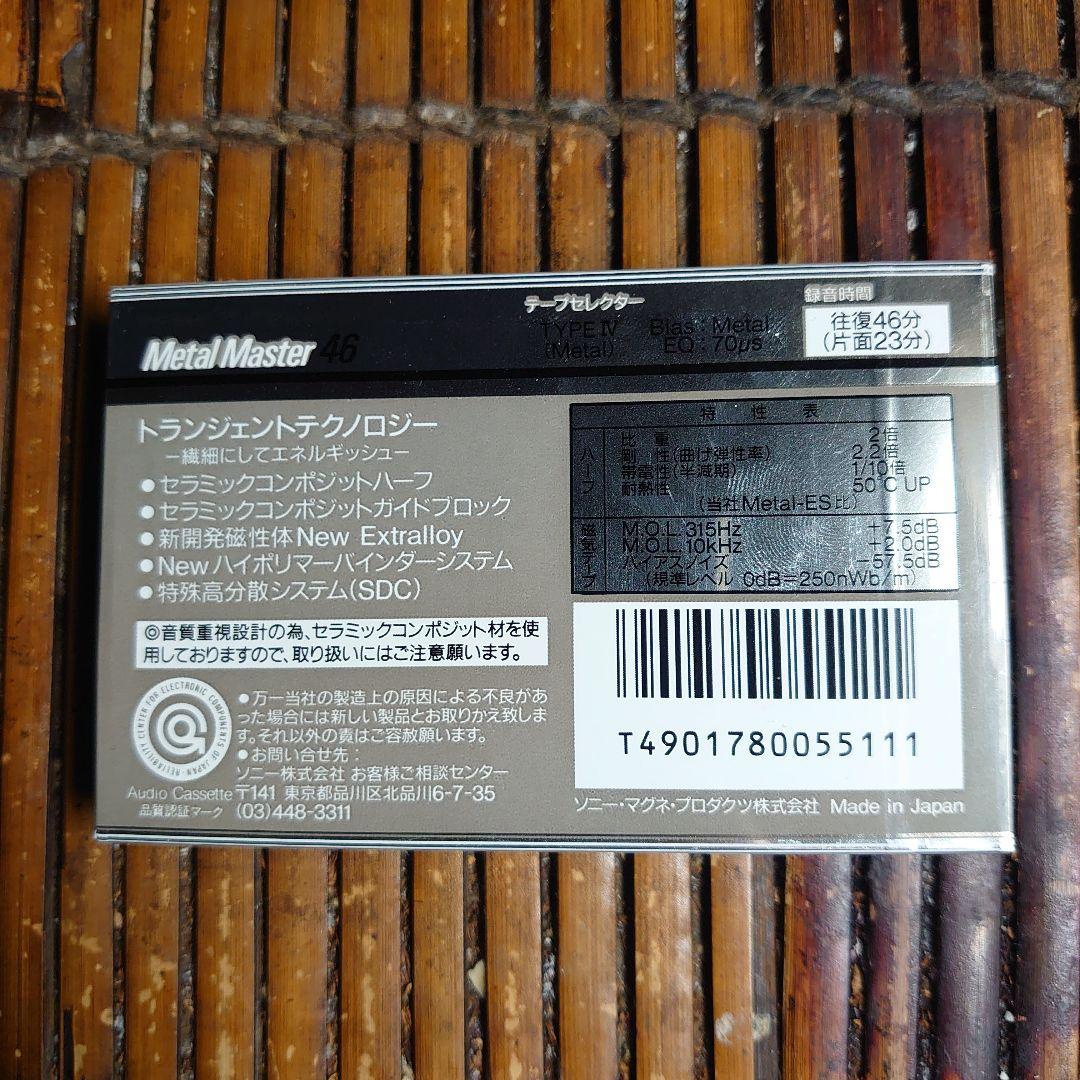 Metal Master 46
テープセレクター
TYPE Ⅳ Bias : Metal
(Metal) EQ : 70μs
録音時間
往復46分
(片面23分)
トランジェントテクノロジー
ー繊細にしてエネルギッシューー
●セラミックコンポジットハーフ
●セラミックコンポジットガイドブロック
●新開発磁性体New Extralloy
●Newハイポリマーバインダーシステム
●特殊高分散システム(SDC)
◎音質重視設計の為、セラミックコンポジット材を使
用しておりますので、取り扱いにはご注意願います。
RELIABILITY CENTER FOR ELECTRONIC COMPONENTS OF JAPAN
Audio Cassette
品質認証マーク
●万一当社の製造上の原因による不良があ
った場合には新しい製品とお取りかえ致しま
す。それ以外の責はご容赦願います。
●お問い合せ先：
ソニー株式会社 お客様ご相談センター
〒141 東京都品川区北品川6-7-35
(03)448-3311
特性表
ハーフ
比重 2倍
剛性(曲げ弾性率) 2.2倍
帯電性(半減期) 1/10倍
耐熱性 50℃ UP
(当社Metal-ES比)
磁気テープ
M.O.L. 315Hz +7.5dB
M.O.L. 10kHz +2.0dB
バイアスノイズ −57.5dB
(規準レベル 0dB=250nWb/m)
T4901780055111
ソニー・マグネ・プロダクツ株式会社 Made in Japan